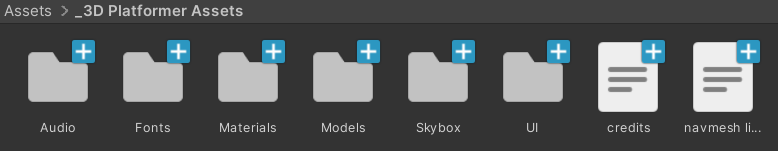 Assets > _3D Platformer Assets
Audio Fonts Materials Models Skybox UI credits navmesh li...